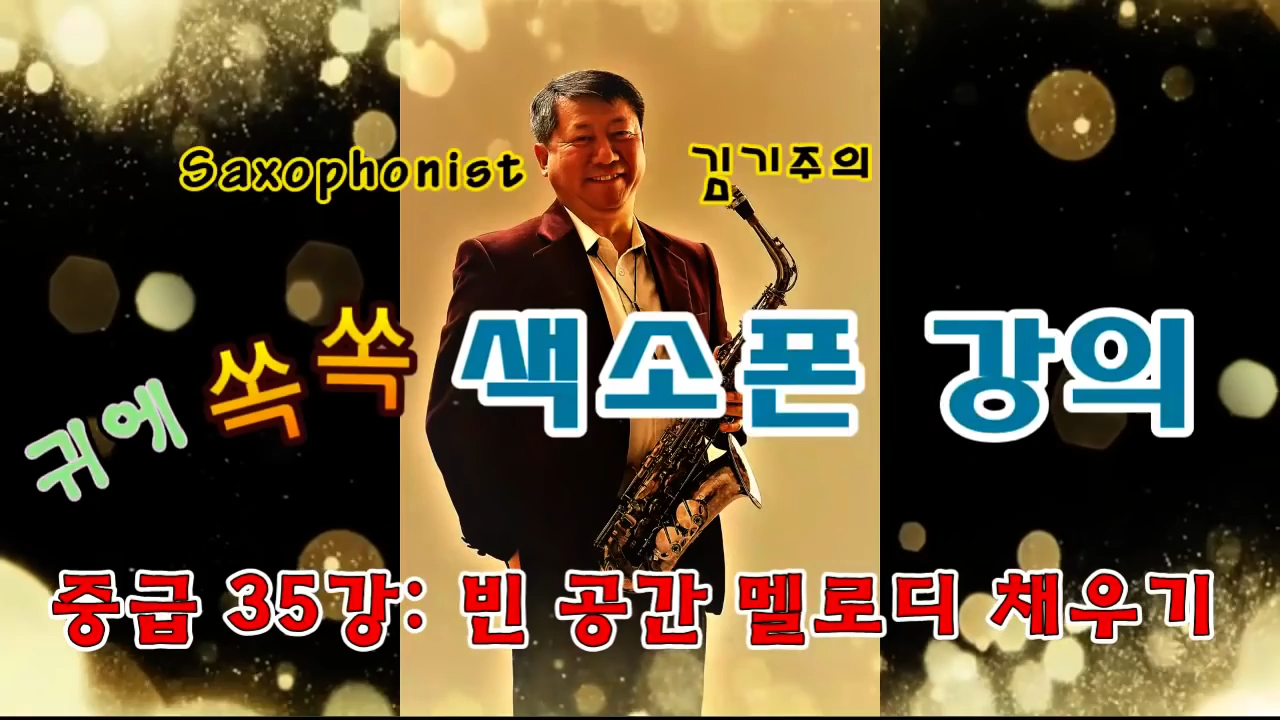 Saxophonist 김기주의
귀에 쏙쏙 색소폰 강의
중급 35강: 빈 공간 멜로디 채우기